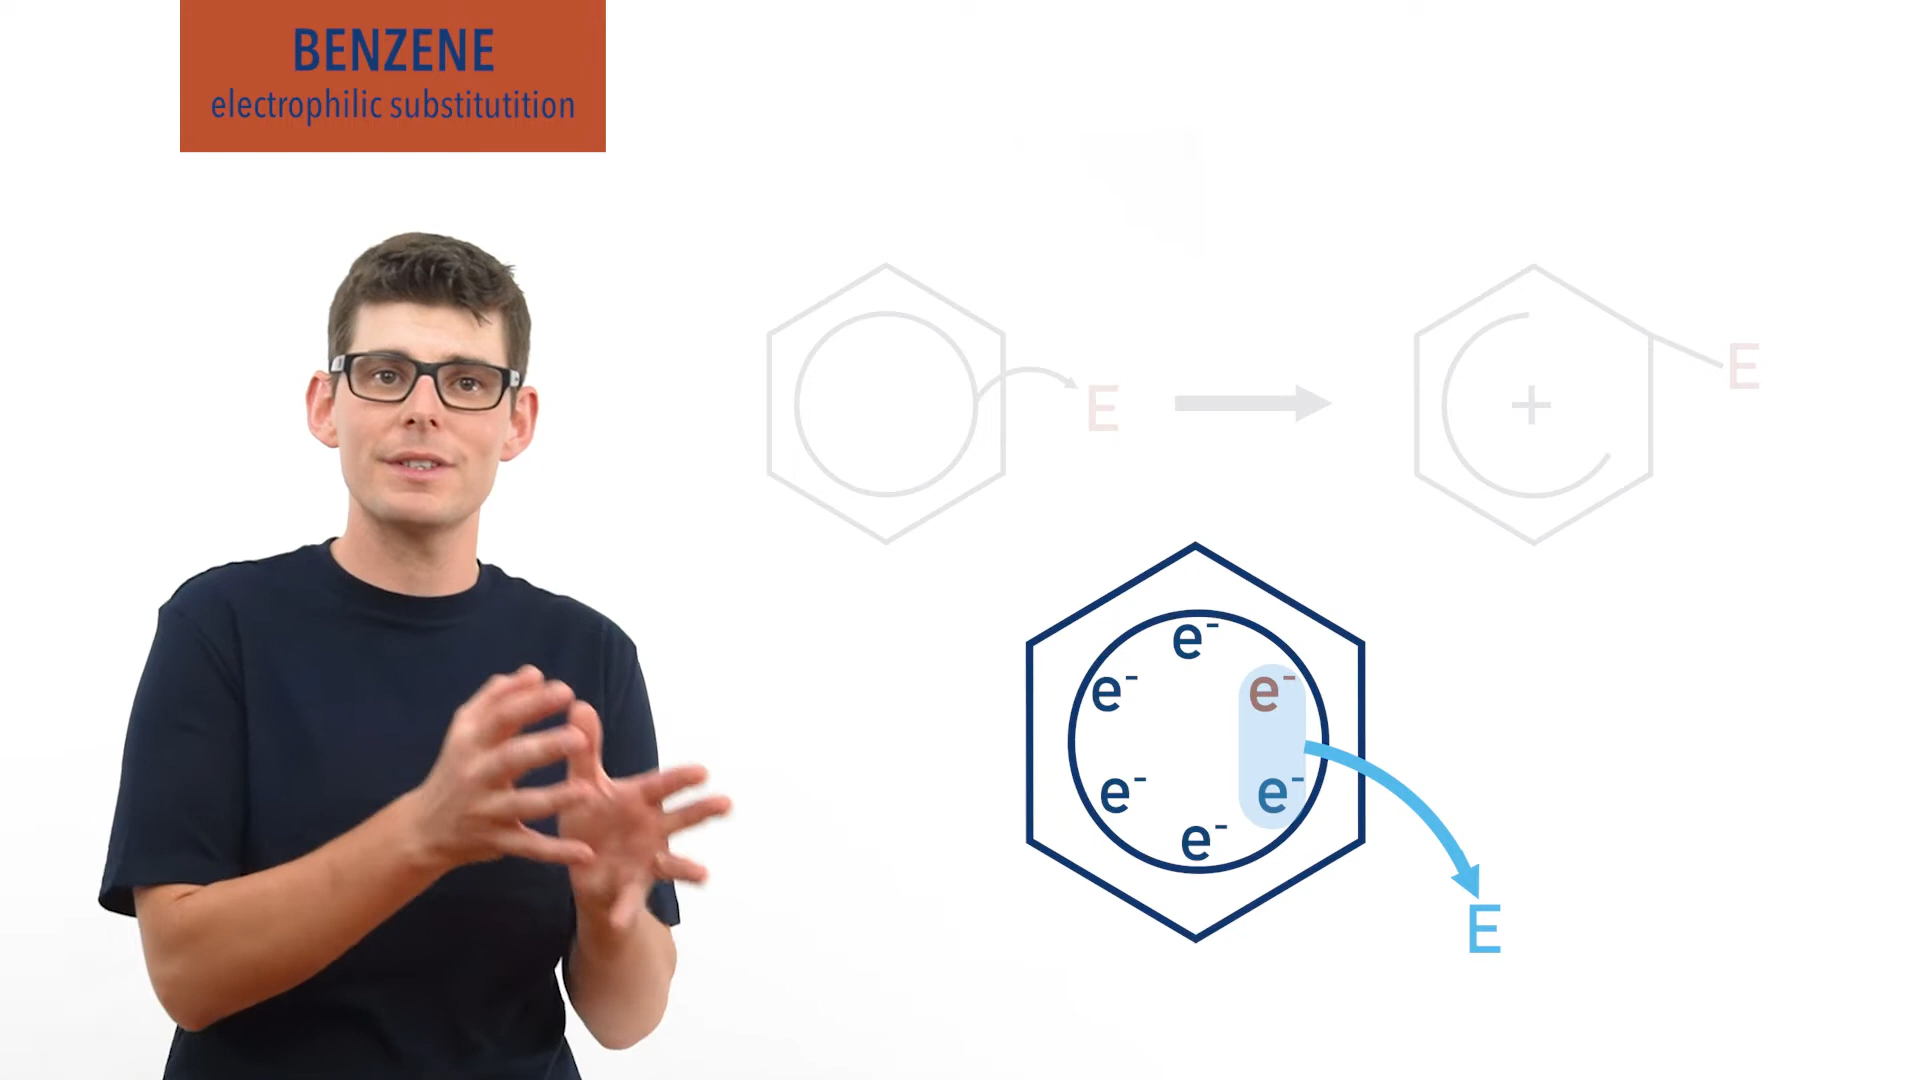 BENZENE
electrophilic substitutition
E
E
+
e⁻
e⁻
e⁻
e⁻
e⁻
e⁻
E